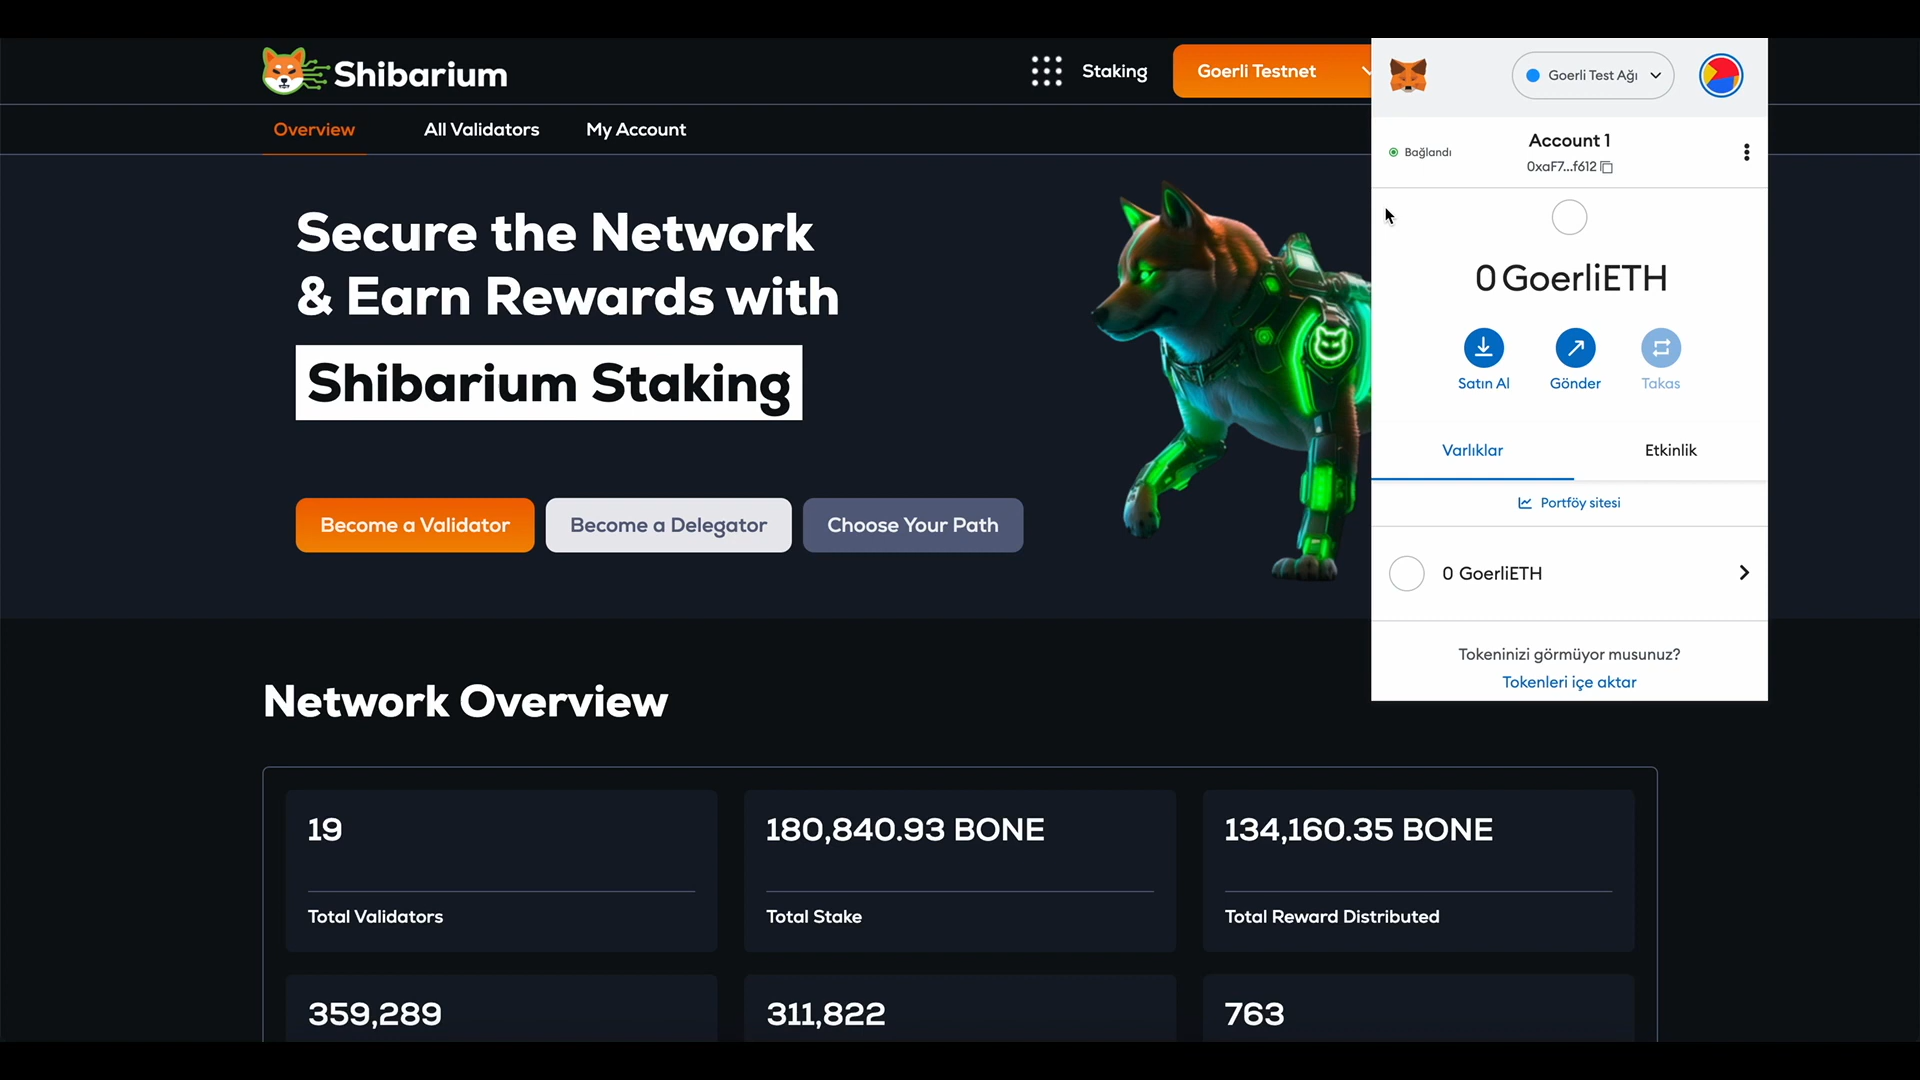 Shibarium
Staking
Goerli Testnet
Overview
All Validators
My Account
Secure the Network
& Earn Rewards with
Shibarium Staking
Become a Validator
Become a Delegator
Choose Your Path
Goerli Test Ağı
Bağlandı
Account 1
0xaF7...f612
0 GoerliETH
Satın Al
Gönder
Takas
Varlıklar
Etkinlik
Portföy sitesi
0 GoerliETH
Tokeninizi görmüyor musunuz?
Tokenleri içe aktar
Network Overview
19
Total Validators
180,840.93 BONE
Total Stake
134,160.35 BONE
Total Reward Distributed
359,289
311,822
763